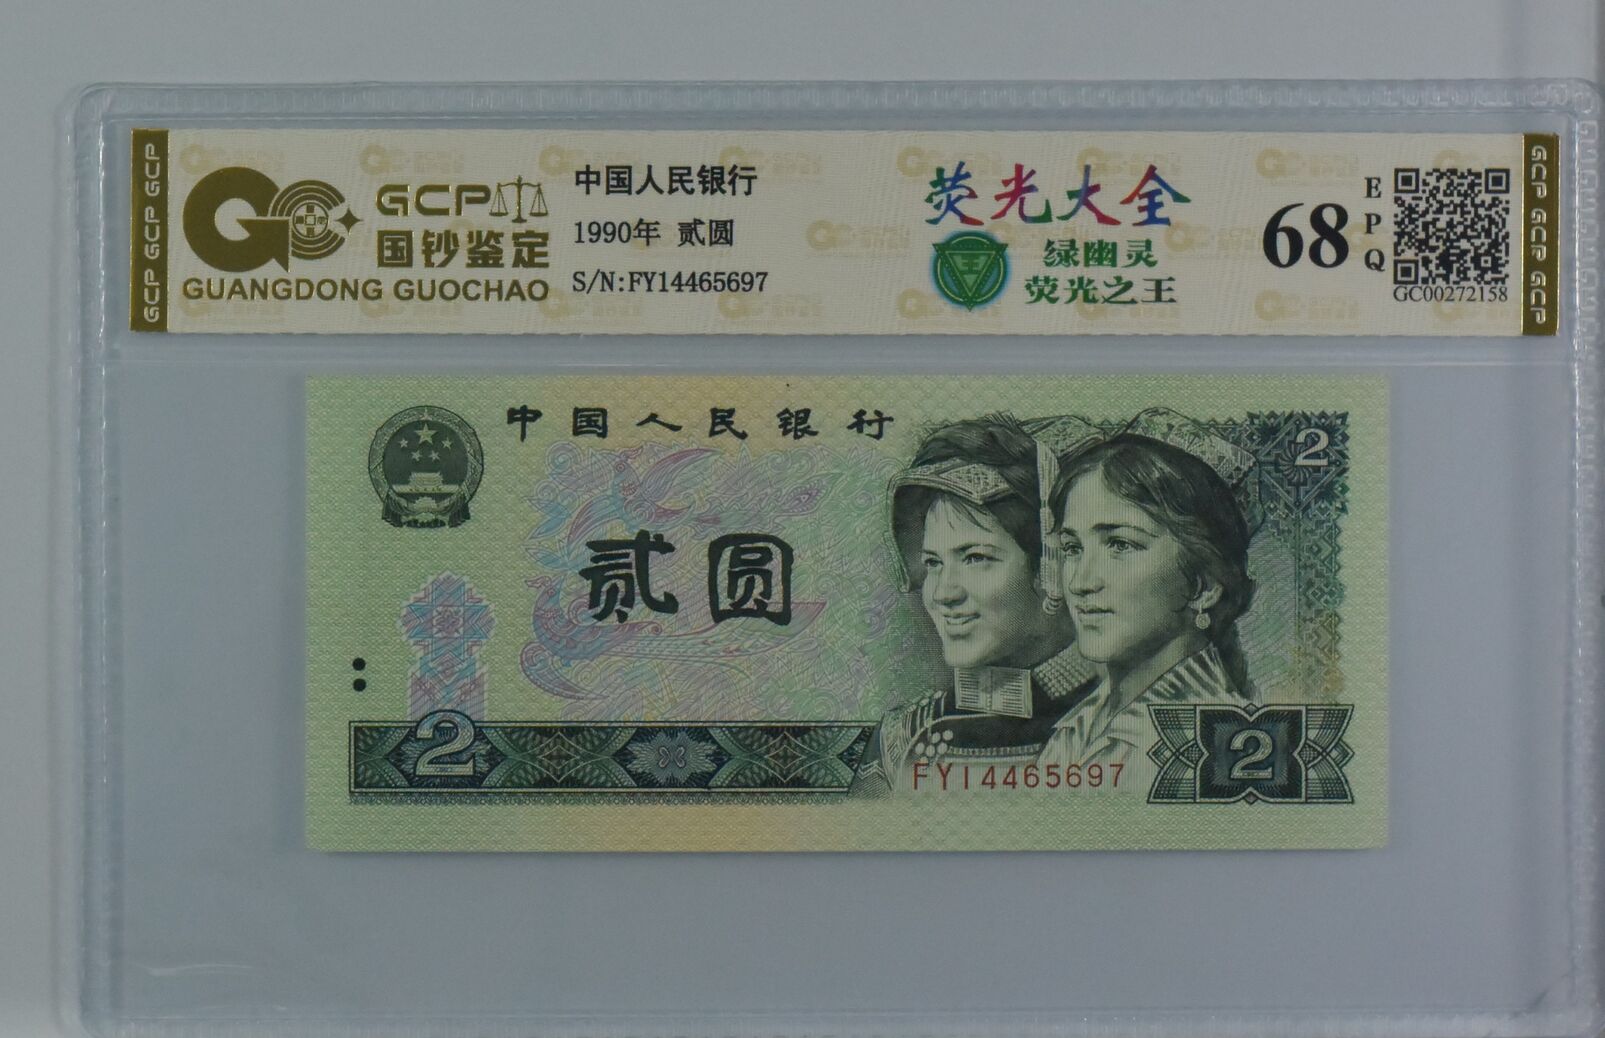 GCP GCP GCP
GCP
国钞鉴定
GUANGDONG GUOCHAO
中国人民银行
1990年 贰圆
S/N:FY14465697
荧光大全
王
绿幽灵
荧光之王
68
EPQ
GC00272158
GCP GCP GCP
中国人民银行
2
贰圆
2
FY14465697
2